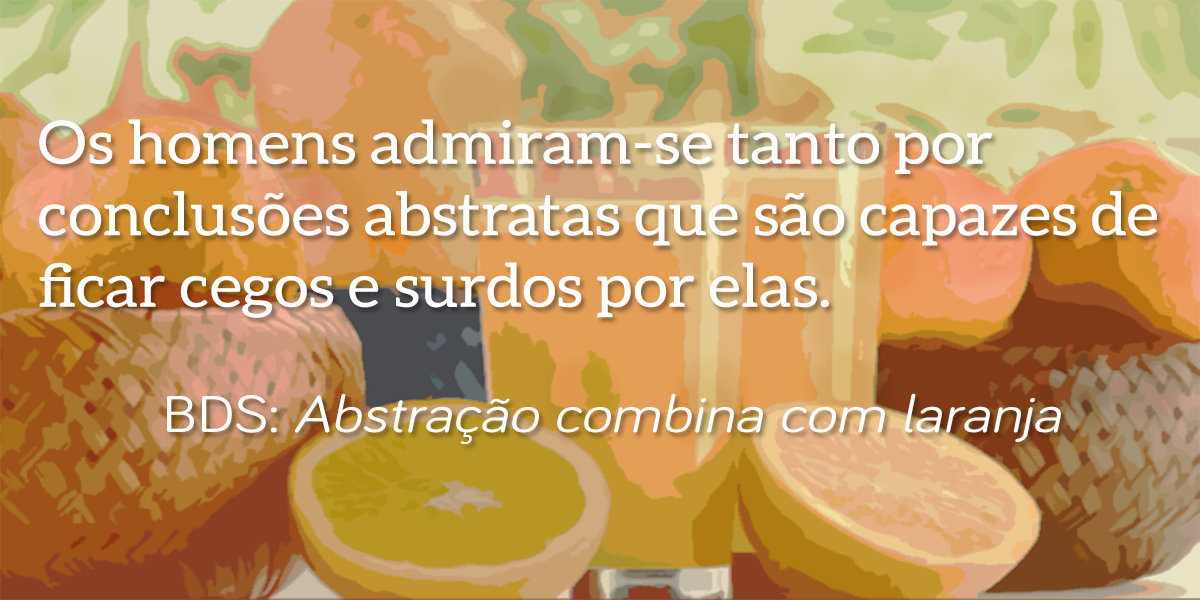 Os homens admiram-se tanto por
conclusões abstratas que são capazes de
ficar cegos e surdos por elas.
BDS: Abstração combina com laranja